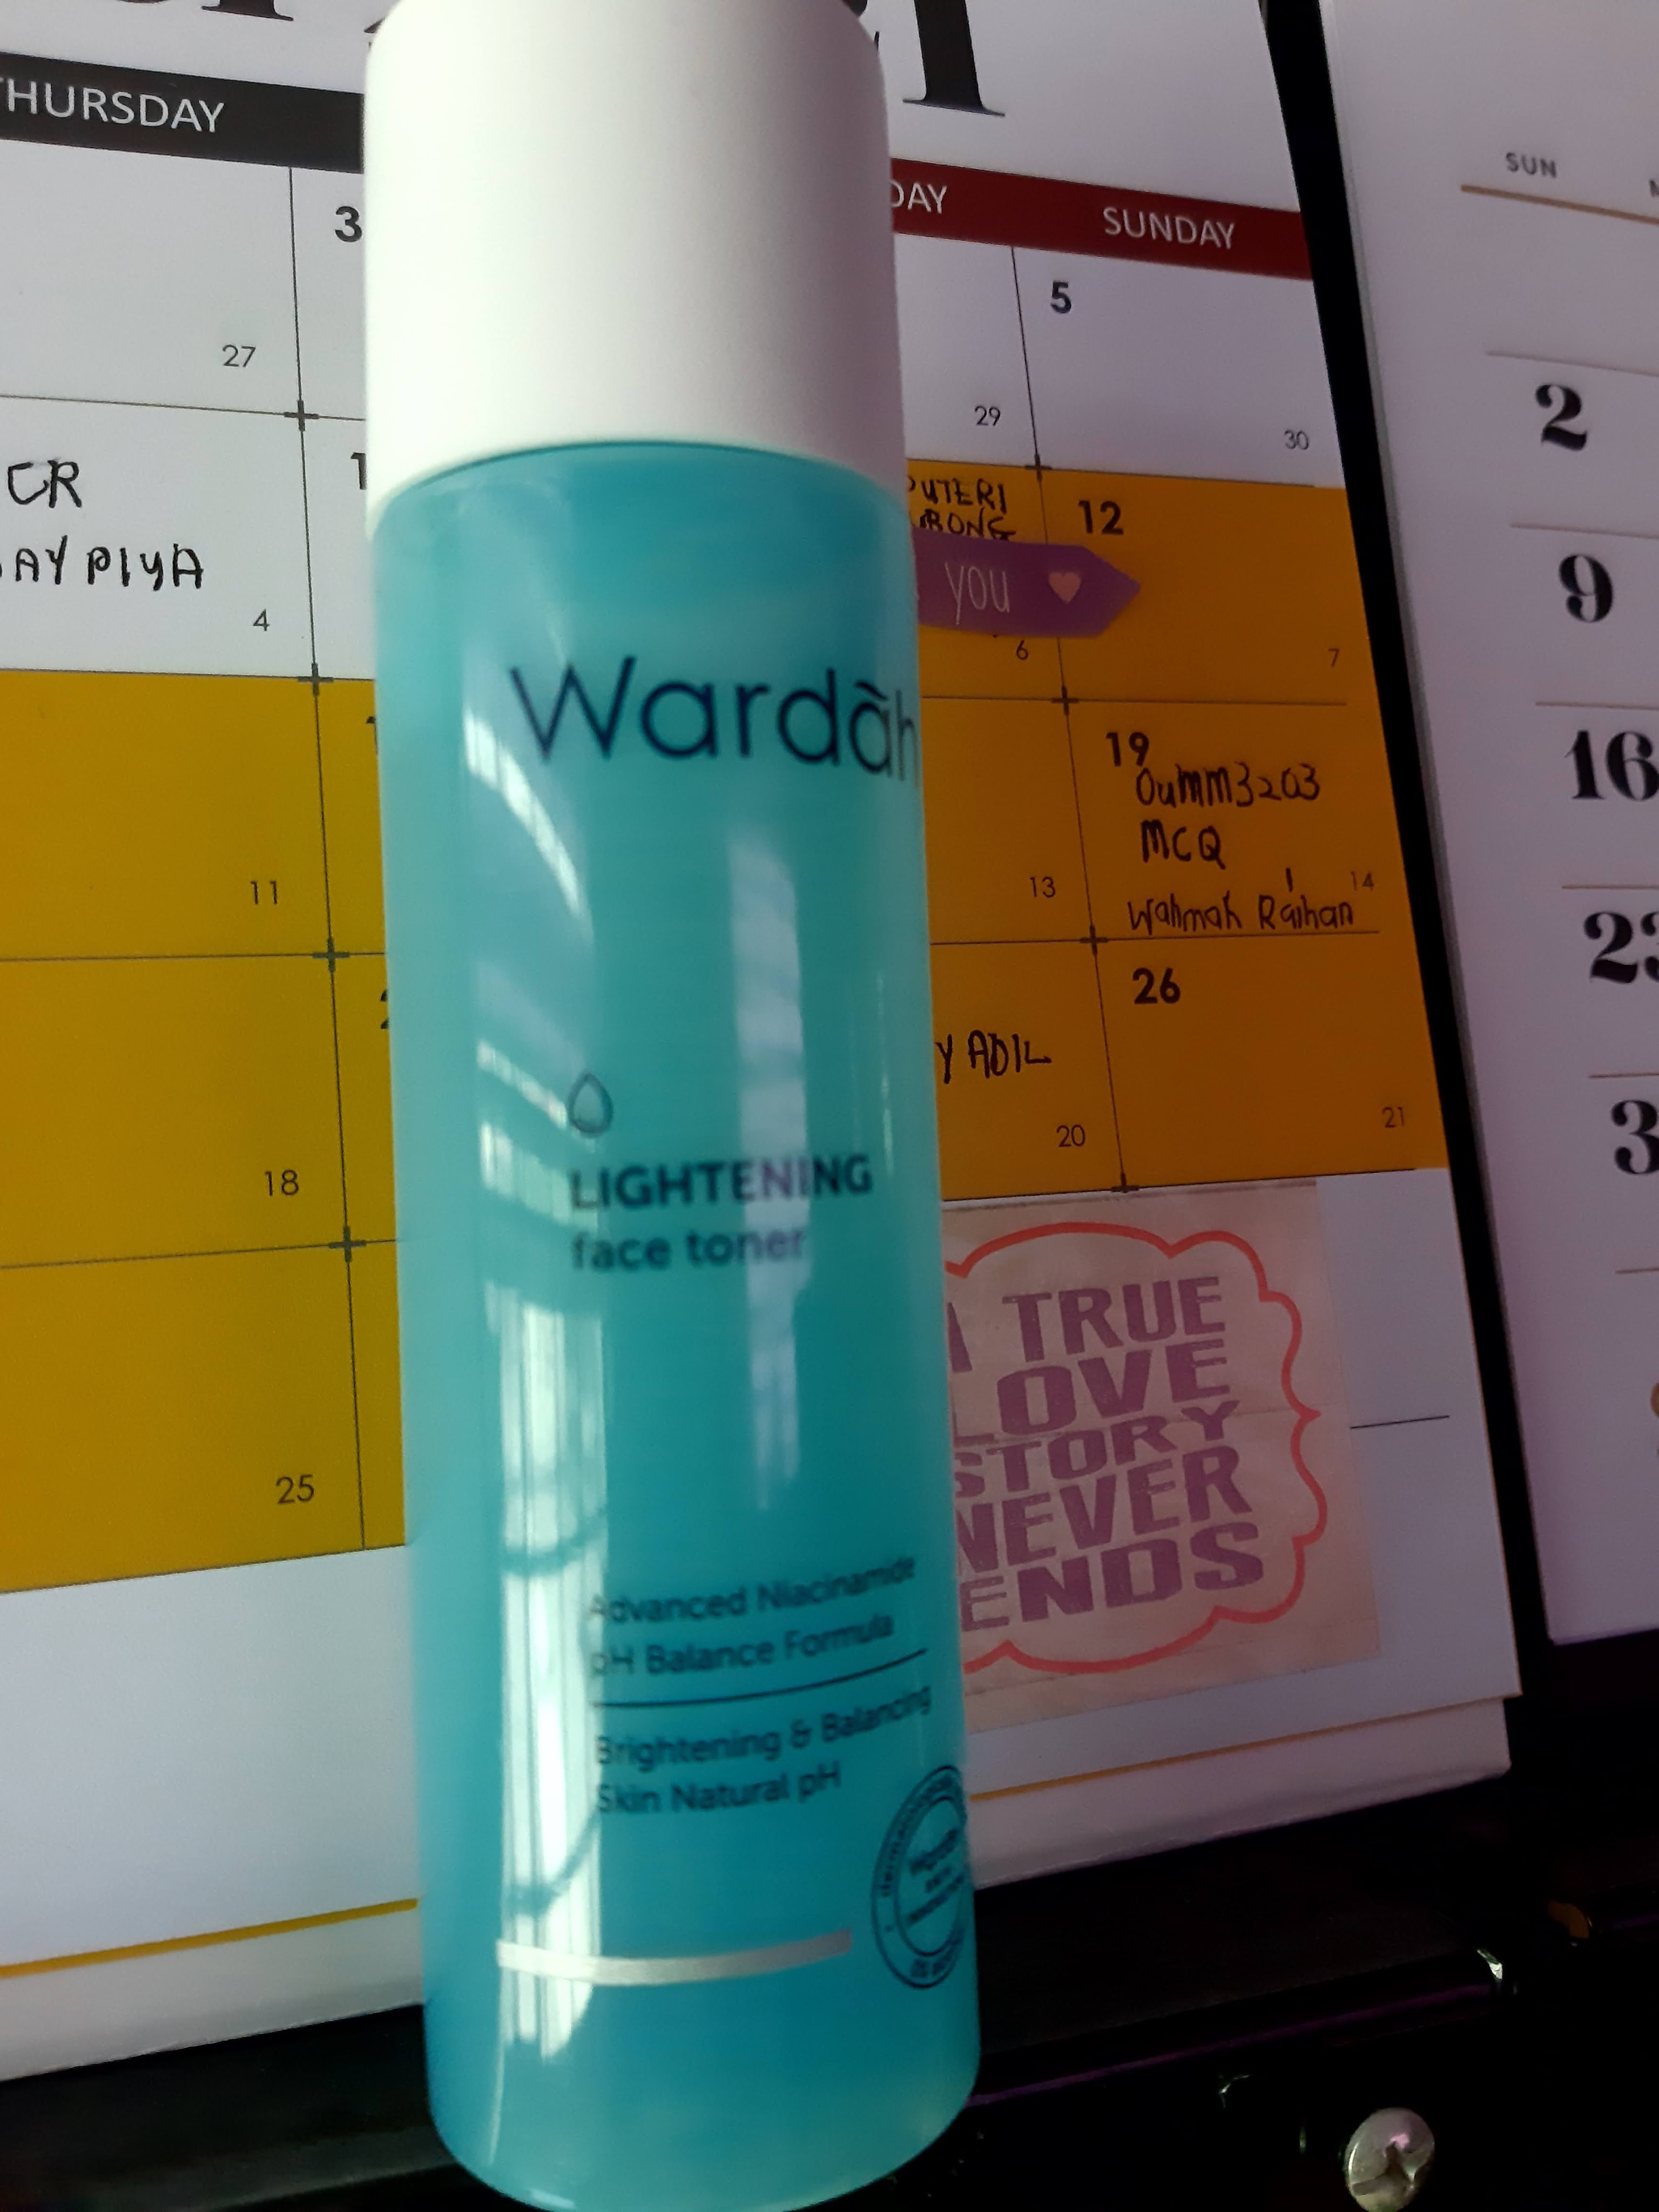 THURSDAY
DAY
SUNDAY
SUN
3
27
29
5
30
2
CR
AY PIYA
4
PUTERI
you
6
12
7
9
11
13
19
Oumm3203
MCQ
Wahmah Raihan
14
16
18
Y ADIL
20
26
21
25
A TRUE
LOVE
STORY
NEVER
ENDS
Wardah
LIGHTENING
face toner
Advanced Niacinamide
pH Balance Formula
Brightening & Balancing
Skin Natural pH